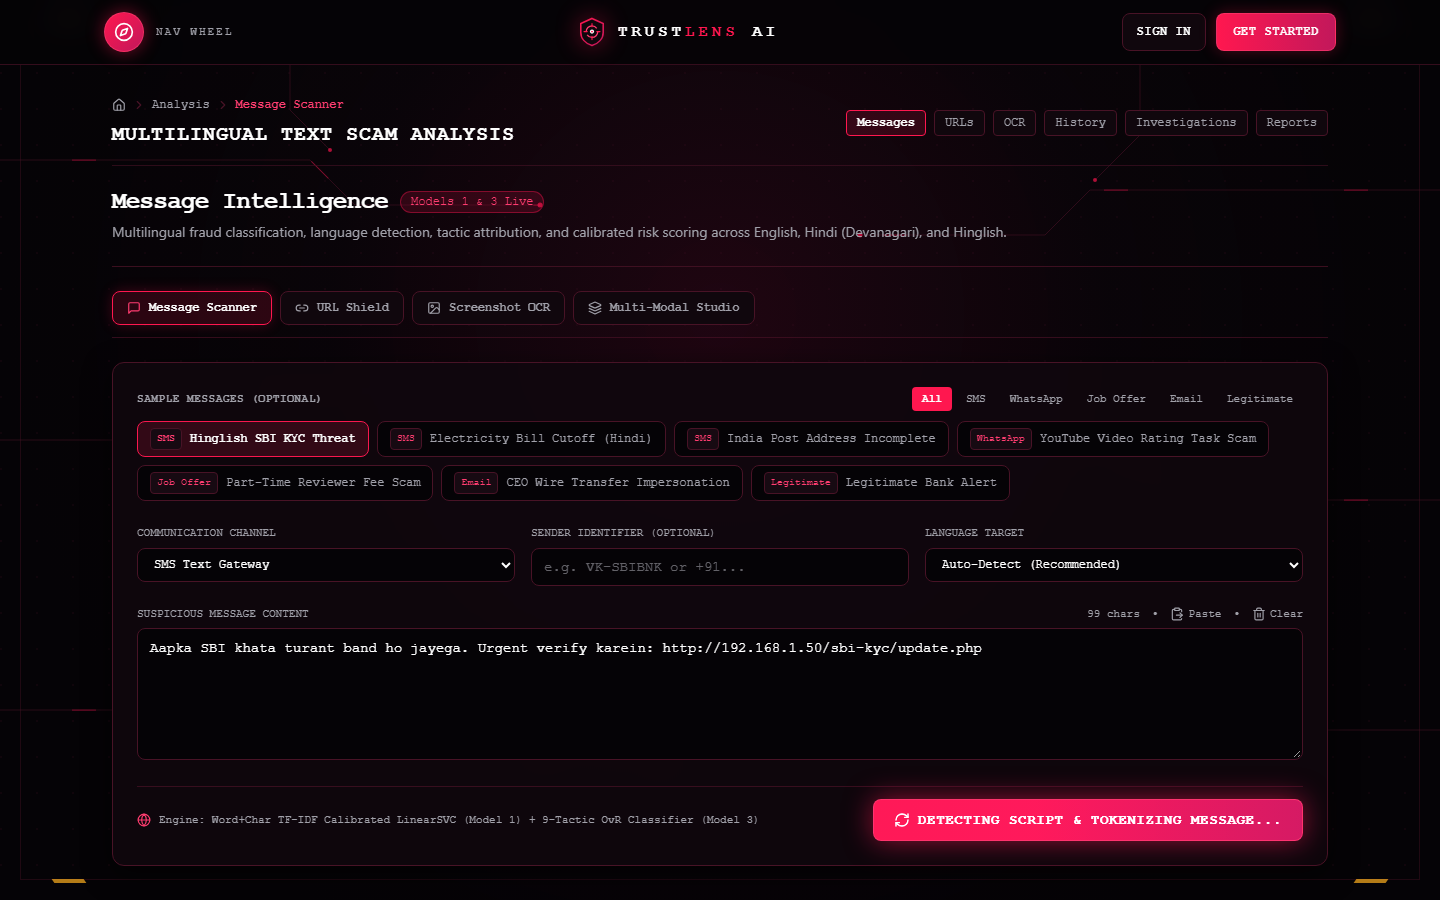 NAV WHEEL
TRUSTLENS AI
SIGN IN
GET STARTED
Analysis
Message Scanner
MULTILINGUAL TEXT SCAM ANALYSIS
Messages
URLs
OCR
History
Investigations
Reports
Message Intelligence
Models 1 & 3 Live
Multilingual fraud classification, language detection, tactic attribution, and calibrated risk scoring across English, Hindi (Devanagari), and Hinglish.
Message Scanner
URL Shield
Screenshot OCR
Multi-Modal Studio
SAMPLE MESSAGES (OPTIONAL)
All
SMS
WhatsApp
Job Offer
Email
Legitimate
SMS Hinglish SBI KYC Threat
SMS Electricity Bill Cutoff (Hindi)
SMS India Post Address Incomplete
WhatsApp YouTube Video Rating Task Scam
Job Offer Part-Time Reviewer Fee Scam
Email CEO Wire Transfer Impersonation
Legitimate Legitimate Bank Alert
COMMUNICATION CHANNEL
SENDER IDENTIFIER (OPTIONAL)
LANGUAGE TARGET
SMS Text Gateway
e.g. VK-SBIBNK or +91...
Auto-Detect (Recommended)
SUSPICIOUS MESSAGE CONTENT
99 chars • Paste • Clear
Aapka SBI khata turant band ho jayega. Urgent verify karein: http://192.168.1.50/sbi-kyc/update.php
Engine: Word+Char TF-IDF Calibrated LinearSVC (Model 1) + 9-Tactic OvR Classifier (Model 3)
DETECTING SCRIPT & TOKENIZING MESSAGE...